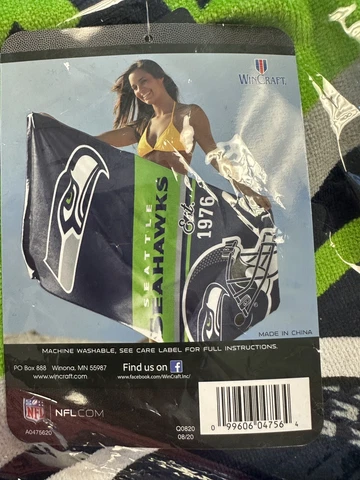 WINCRAFT
SEATTLE
SEAHAWKS
Est.
1976
MADE IN CHINA
MACHINE WASHABLE, SEE CARE LABEL FOR FULL INSTRUCTIONS.
PO Box 888 Winona, MN 55987
www.wincraft.com
Find us on f
www.facebook.com/WinCraft.Inc/
NFL
NFL.COM
A0475620
Q0820
08/20
0 99606 04756 4